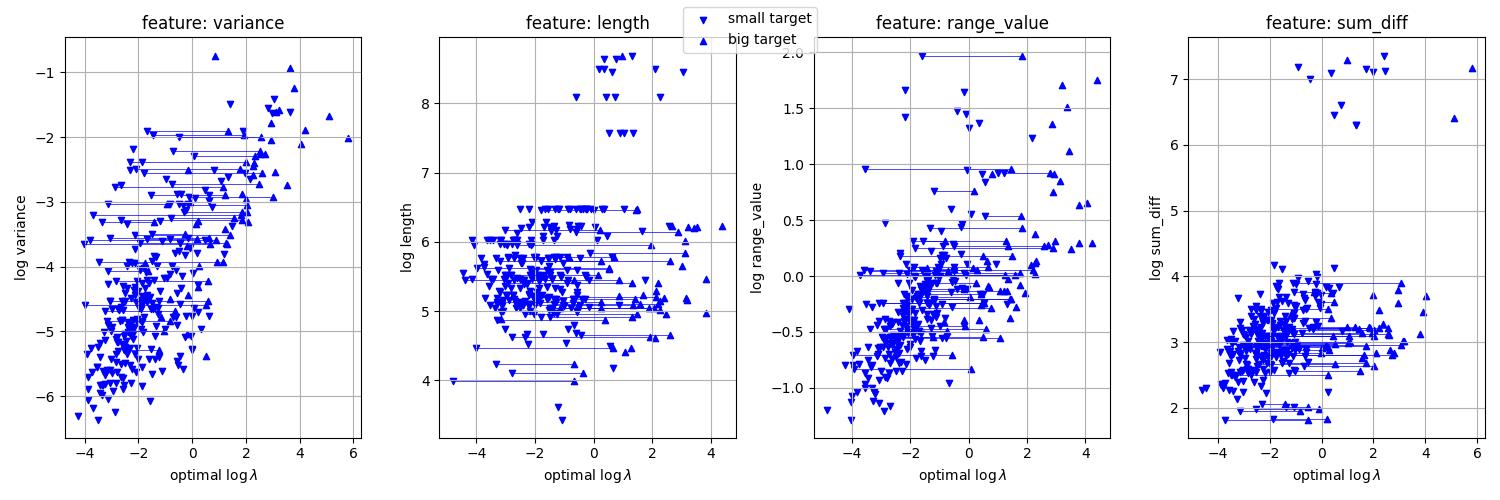 feature: variance
log variance
−1
−2
−3
−4
−5
−6
−4 −2 0 2 4 6
optimal log λ
feature: length
log length
8
7
6
5
4
−4 −2 0 2 4
optimal log λ
small target
big target
feature: range_value
log range_value
2.0
1.5
1.0
0.5
0.0
−0.5
−1.0
−4 −2 0 2 4
optimal log λ
feature: sum_diff
log sum_diff
7
6
5
4
3
2
−4 −2 0 2 4 6
optimal log λ